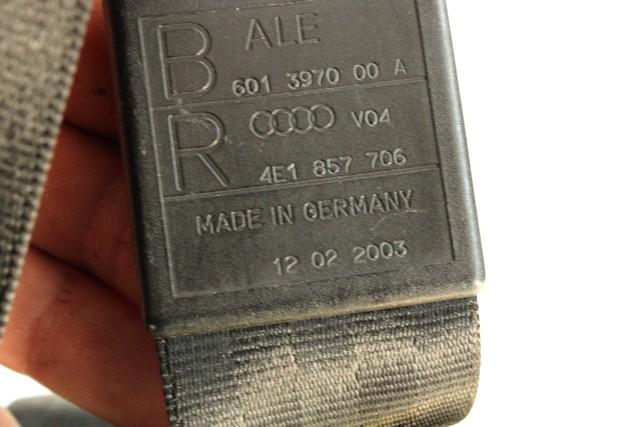 B ALE
601 3970 00 A
R V04
4E1 857 706
MADE IN GERMANY
12 02 2003